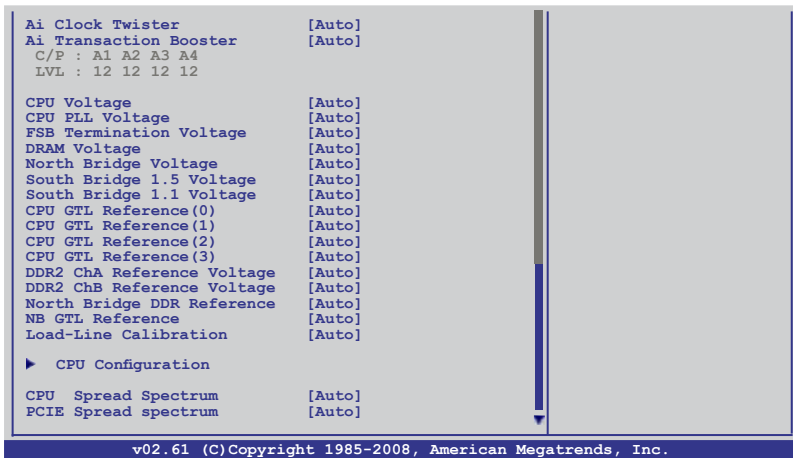 Ai Clock Twister [Auto]
Ai Transaction Booster [Auto]
C/P : A1 A2 A3 A4
LVL : 12 12 12 12
CPU Voltage [Auto]
CPU PLL Voltage [Auto]
FSB Termination Voltage [Auto]
DRAM Voltage [Auto]
North Bridge Voltage [Auto]
South Bridge 1.5 Voltage [Auto]
South Bridge 1.1 Voltage [Auto]
CPU GTL Reference(0) [Auto]
CPU GTL Reference(1) [Auto]
CPU GTL Reference(2) [Auto]
CPU GTL Reference(3) [Auto]
DDR2 ChA Reference Voltage [Auto]
DDR2 ChB Reference Voltage [Auto]
North Bridge DDR Reference [Auto]
NB GTL Reference [Auto]
Load-Line Calibration [Auto]
CPU Configuration
CPU Spread Spectrum [Auto]
PCIE Spread spectrum [Auto]
v02.61 (C)Copyright 1985-2008, American Megatrends, Inc.